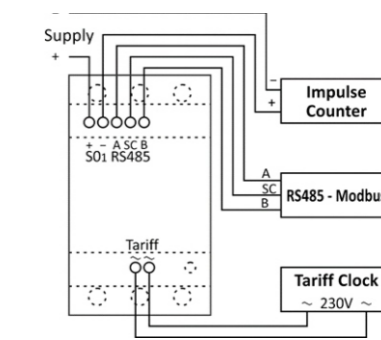 Supply
+
−
+
Impulse
Counter
+ − A SC B
S01 RS485
A
SC
B
RS485 - Modbu
Tariff
~ ~
Tariff Clock
~ 230V ~